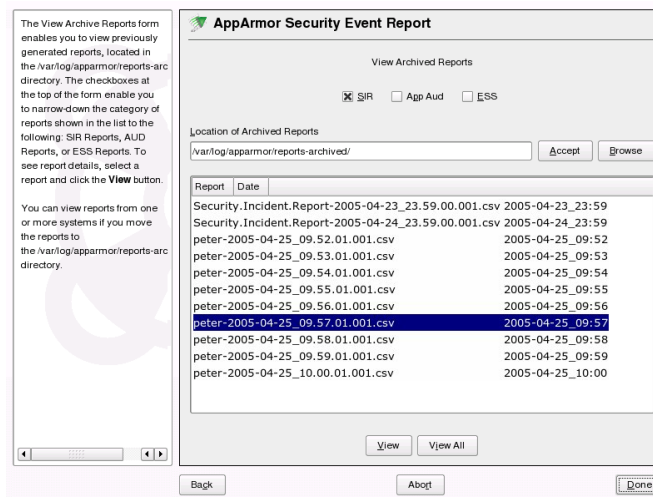 The View Archive Reports form
enables you to view previously
generated reports, located in
the /var/log/apparmor/reports-arc
directory. The checkboxes at
the top of the form enable you
to narrow-down the category of
reports shown in the list to the
following: SIR Reports, AUD
Reports, or ESS Reports. To
see report details, select a
report and click the View button.
You can view reports from one
or more systems if you move
the reports to
the /var/log/apparmor/reports-arc
directory.
AppArmor Security Event Report
View Archived Reports
SIR App Aud ESS
Location of Archived Reports
/var/log/apparmor/reports-archived/ Accept Browse
Report Date
Security.Incident.Report-2005-04-23_23.59.00.001.csv 2005-04-23_23:59
Security.Incident.Report-2005-04-24_23.59.00.001.csv 2005-04-24_23:59
peter-2005-04-25_09.52.01.001.csv 2005-04-25_09:52
peter-2005-04-25_09.53.01.001.csv 2005-04-25_09:53
peter-2005-04-25_09.54.01.001.csv 2005-04-25_09:54
peter-2005-04-25_09.55.01.001.csv 2005-04-25_09:55
peter-2005-04-25_09.56.01.001.csv 2005-04-25_09:56
peter-2005-04-25_09.57.01.001.csv 2005-04-25_09:57
peter-2005-04-25_09.58.01.001.csv 2005-04-25_09:58
peter-2005-04-25_09.59.01.001.csv 2005-04-25_09:59
peter-2005-04-25_10.00.01.001.csv 2005-04-25_10:00
View View All
Back Abort Done